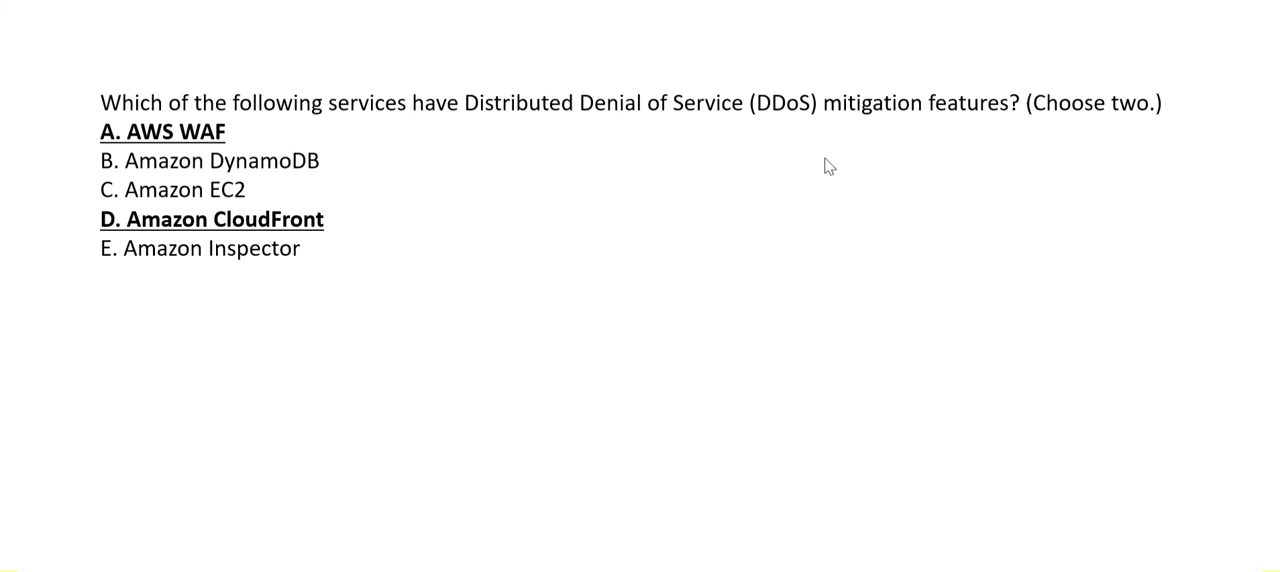 Which of the following services have Distributed Denial of Service (DDoS) mitigation features? (Choose two.)
A. AWS WAF
B. Amazon DynamoDB
C. Amazon EC2
D. Amazon CloudFront
E. Amazon Inspector